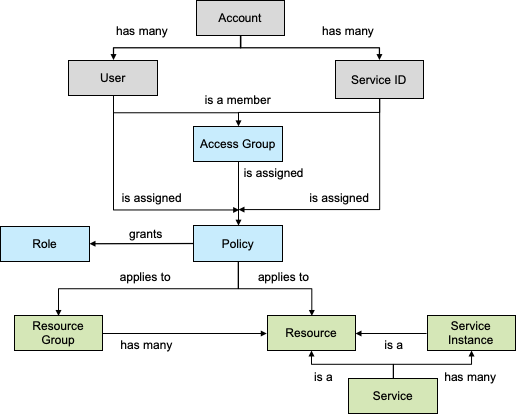 Account
has many
has many
User
Service ID
is a member
Access Group
is assigned
is assigned
is assigned
grants
Role
Policy
applies to
applies to
Resource
Group
Resource
Service
Instance
has many
is a
is a
has many
Service